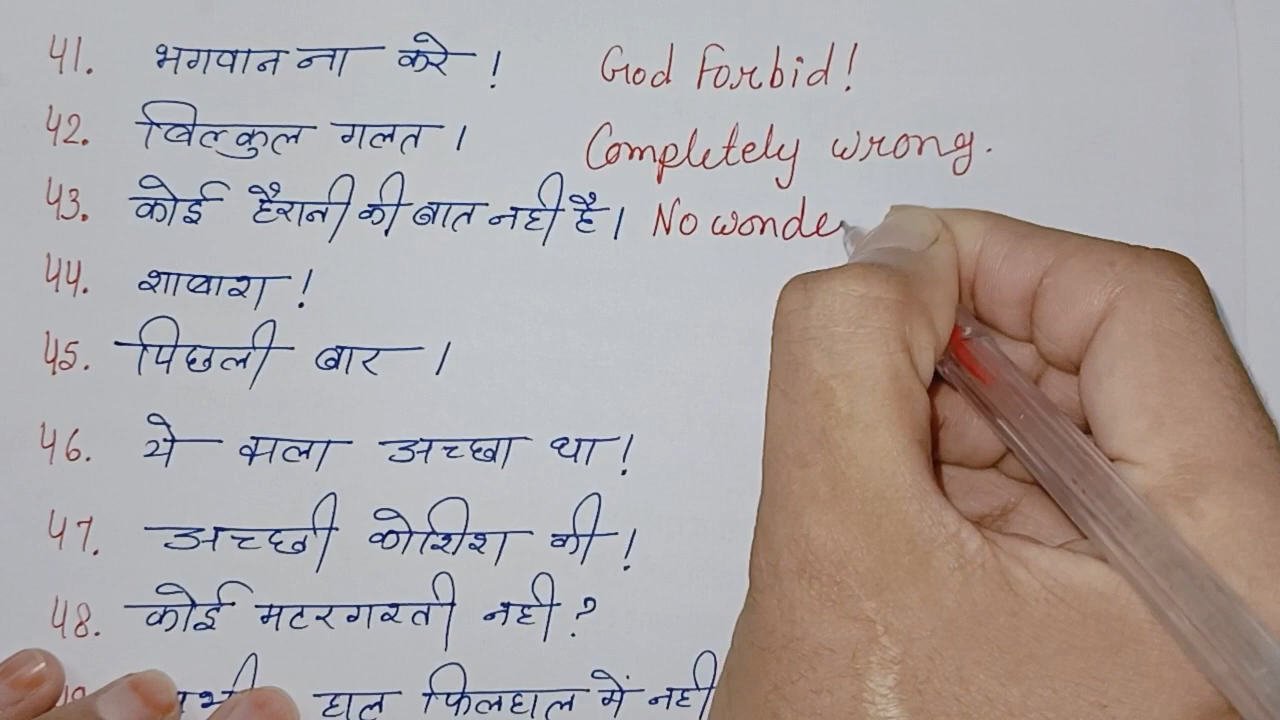 41. भगवान ना करे ! God Forbid!
42. बिल्कुल गलत । Completely wrong.
43. कोई हैरानी की बात नही है । No wonde
44. शाबाश !
45. पिछली बार ।
46. ये भला अच्छा था !
47. अच्छी कोशिश की !
48. कोई मटरगस्ती नही ?
हाल फिलहाल में नही